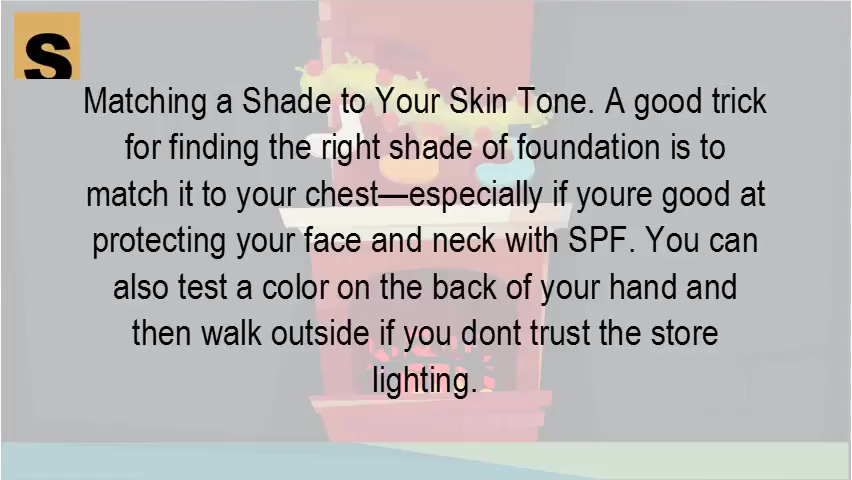 S
Matching a Shade to Your Skin Tone. A good trick
for finding the right shade of foundation is to
match it to your chest—especially if youre good at
protecting your face and neck with SPF. You can
also test a color on the back of your hand and
then walk outside if you dont trust the store
lighting.